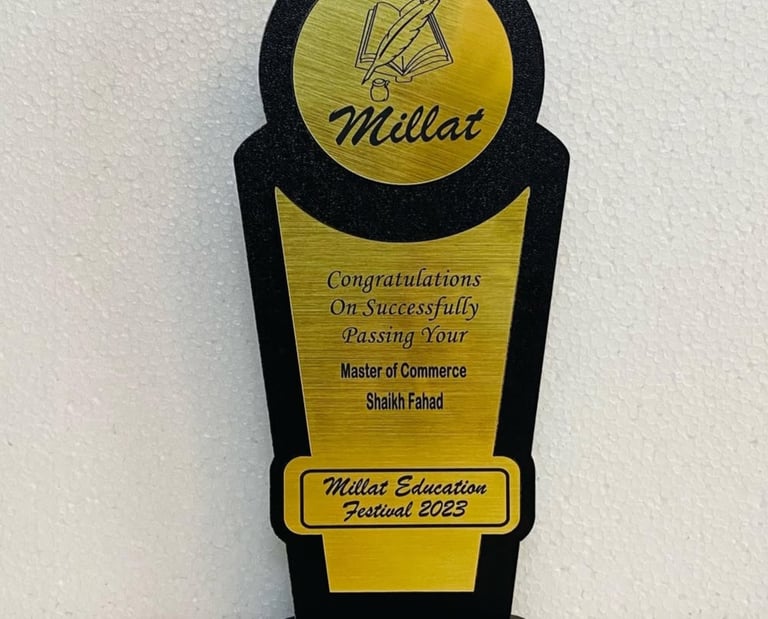 Millat
Congratulations
On Successfully
Passing Your
Master of Commerce
Shaikh Fahad
Millat Education
Festival 2023